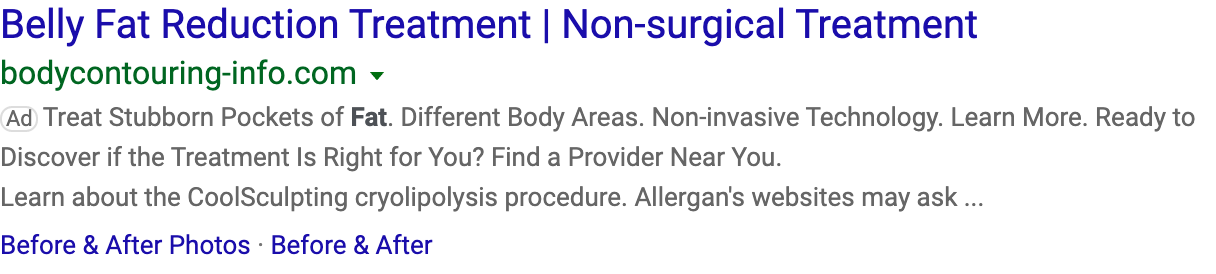 Belly Fat Reduction Treatment | Non-surgical Treatment
bodycontouring-info.com
Ad Treat Stubborn Pockets of Fat. Different Body Areas. Non-invasive Technology. Learn More. Ready to
Discover if the Treatment Is Right for You? Find a Provider Near You.
Learn about the CoolSculpting cryolipolysis procedure. Allergan's websites may ask ...
Before & After Photos · Before & After